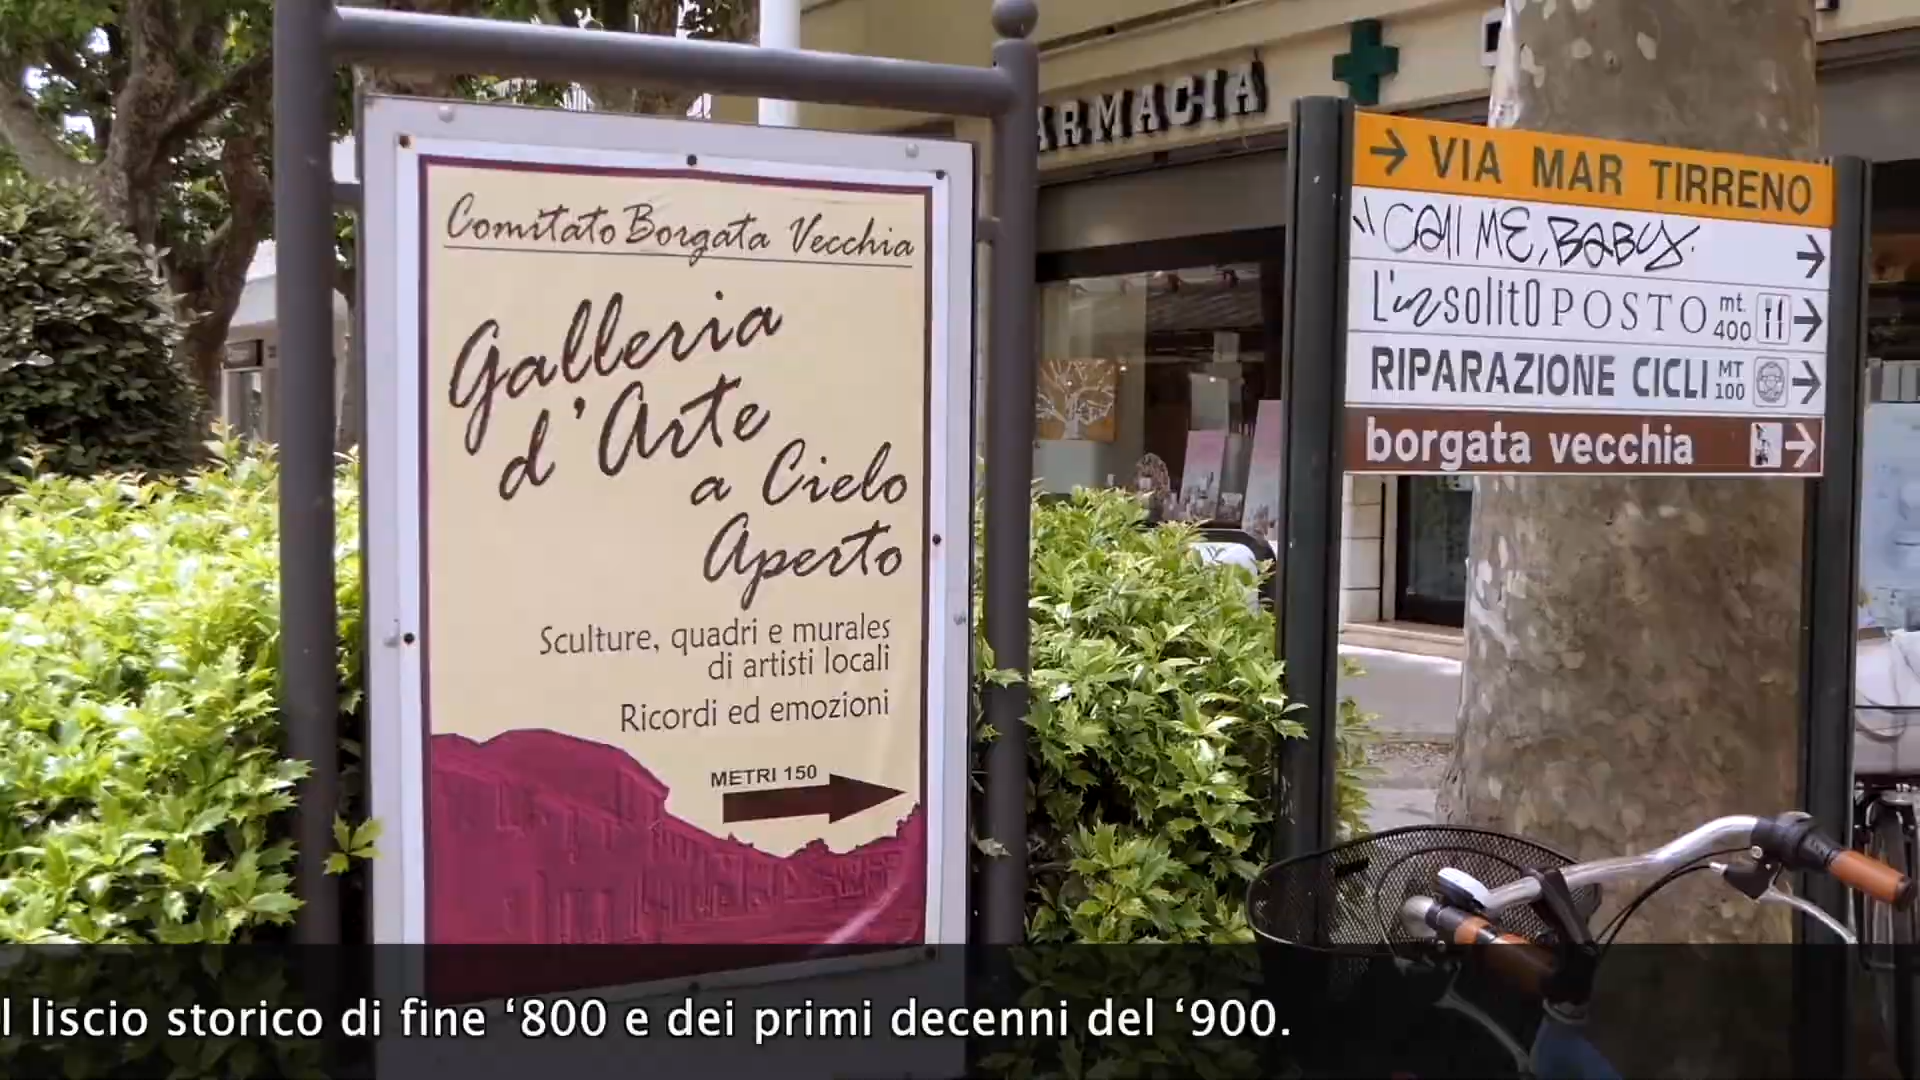 Comitato Borgata Vecchia
Galleria
d'Arte
a Cielo
Aperto
Sculture, quadri e murales
di artisti locali
Ricordi ed emozioni
METRI 150
ARMACIA
VIA MAR TIRRENO
"CAll ME, BABY"
L'inSolitO POSTO mt. 400
RIPARAZIONE CICLI MT 100
borgata vecchia
l liscio storico di fine ‘800 e dei primi decenni del ‘900.